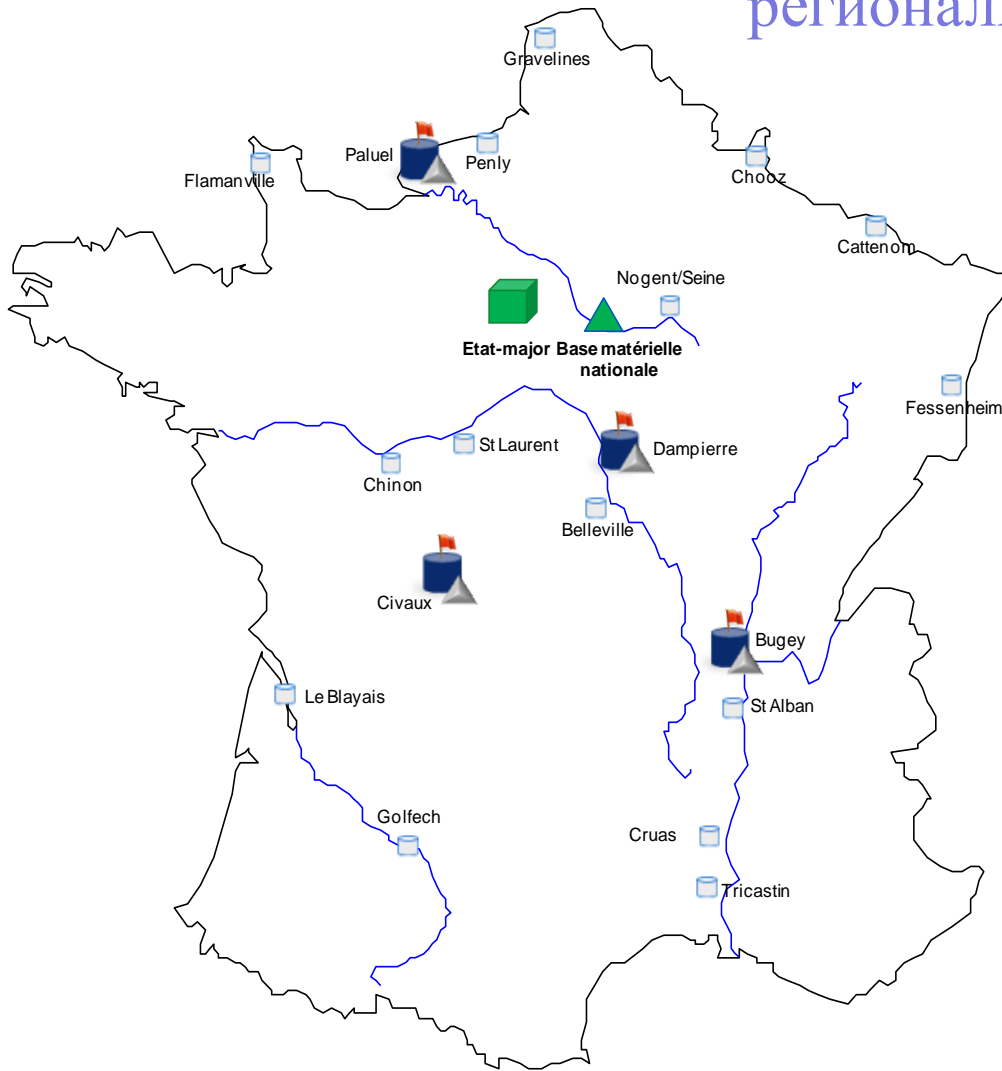 Gravelines
Paluel
Penly
Flamanville
Chooz
Cattenom
Nogent/Seine
Etat-major Base matérielle
nationale
Fessenheim
St Laurent
Dampierre
Chinon
Belleville
Civaux
Bugey
Le Blayais
St Alban
Golfech
Cruas
Tricastin